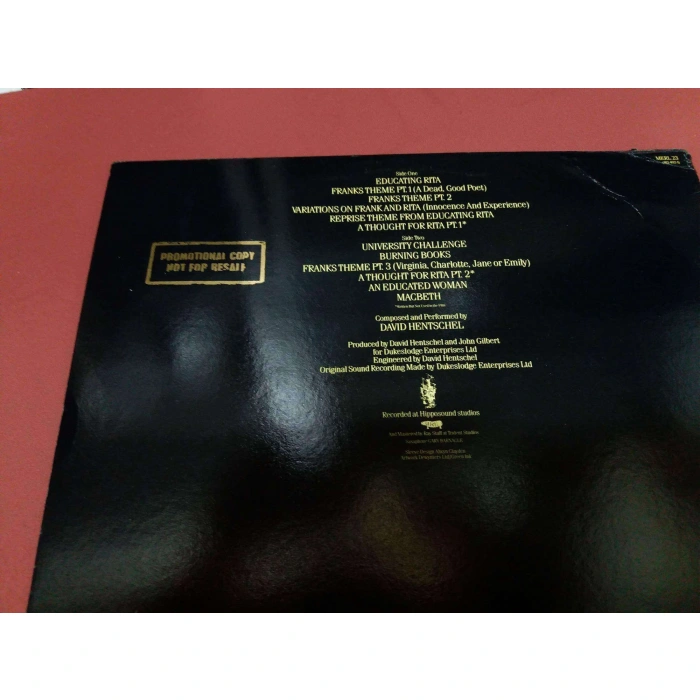 MKRL 23
Side One
EDUCATING RITA
FRANKS THEME PT. 1 (A Dead, Good Poet)
FRANKS THEME PT. 2
VARIATIONS ON FRANK AND RITA (Innocence And Experience)
REPRISE THEME FROM EDUCATING RITA
A THOUGHT FOR RITA PT. 1*
Side Two
UNIVERSITY CHALLENGE
BURNING BOOKS
FRANKS THEME PT. 3 (Virginia, Charlotte, Jane or Emily)
A THOUGHT FOR RITA PT. 2*
AN EDUCATED WOMAN
MACBETH
PROMOTIONAL COPY
NOT FOR RESALE
Composed and Performed by
DAVID HENTSCHEL
Produced by David Hentschel and John Gilbert
for Dukeslodge Enterprises Ltd
Engineered by David Hentschel
Original Sound Recording Made by Dukeslodge Enterprises Ltd
Recorded at Hipposound studios